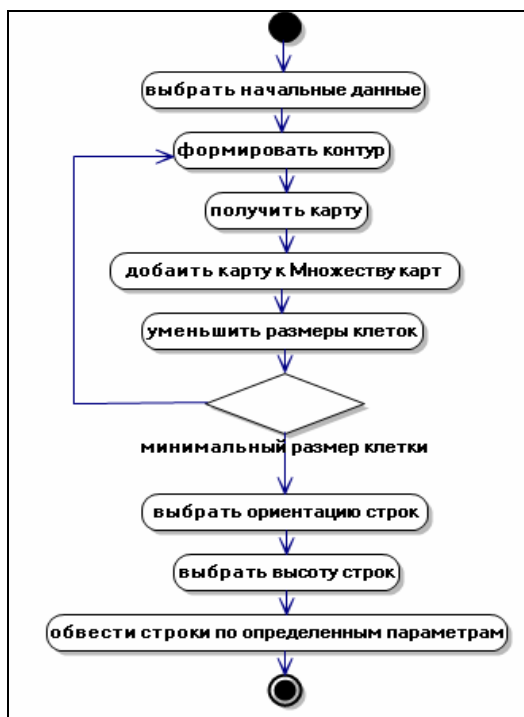 выбрать начальные данные
формировать контур
получить карту
добаить карту к Множеству карт
уменьшить размеры клеток
минимальный размер клетки
выбрать ориентацию строк
выбрать высоту строк
обвести строки по определенным параметрам